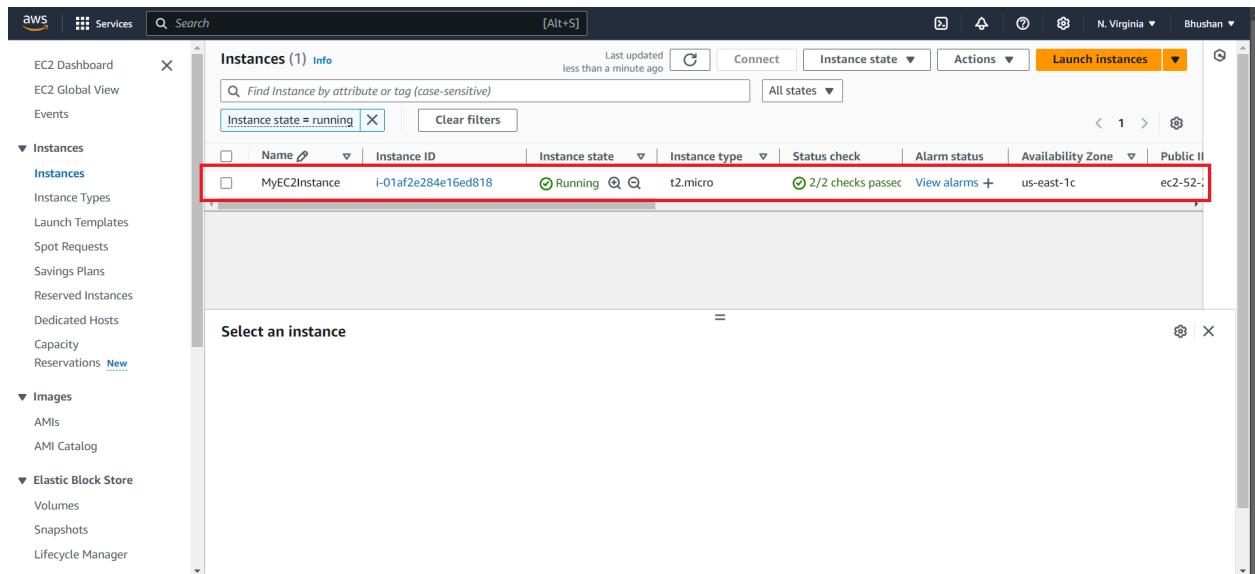 aws Services Search [Alt+S] N. Virginia ▼ Bhushan ▼
EC2 Dashboard
EC2 Global View
Events
▼ Instances
Instances
Instance Types
Launch Templates
Spot Requests
Savings Plans
Reserved Instances
Dedicated Hosts
Capacity
Reservations New
▼ Images
AMIs
AMI Catalog
▼ Elastic Block Store
Volumes
Snapshots
Lifecycle Manager
Instances (1) Info
Last updated
less than a minute ago
Connect Instance state ▼ Actions ▼ Launch instances ▼
Find Instance by attribute or tag (case-sensitive) All states ▼
Instance state = running Clear filters
< 1 >
Name Instance ID Instance state Instance type Status check Alarm status Availability Zone Public I
MyEC2Instance i-01af2e284e16ed818 Running t2.micro 2/2 checks passed View alarms + us-east-1c ec2-52-2
Select an instance